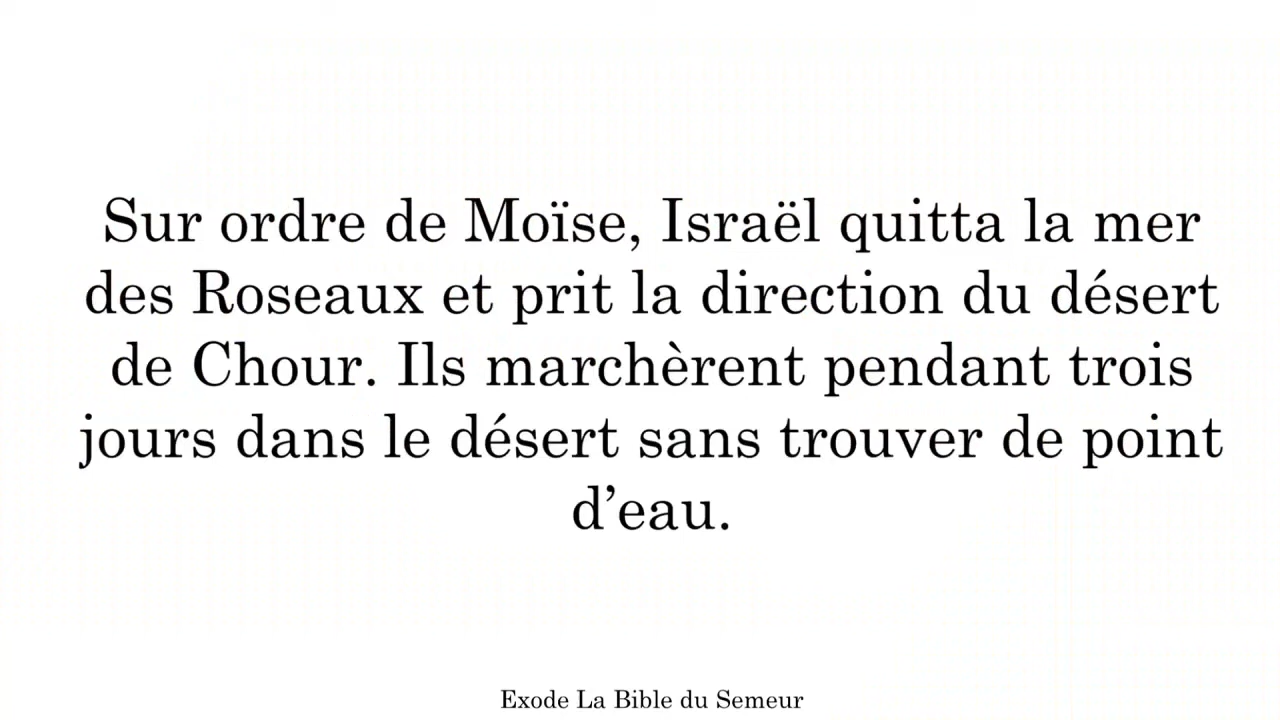 Sur ordre de Moïse, Israël quitta la mer
des Roseaux et prit la direction du désert
de Chour. Ils marchèrent pendant trois
jours dans le désert sans trouver de point
d’eau.
Exode La Bible du Semeur